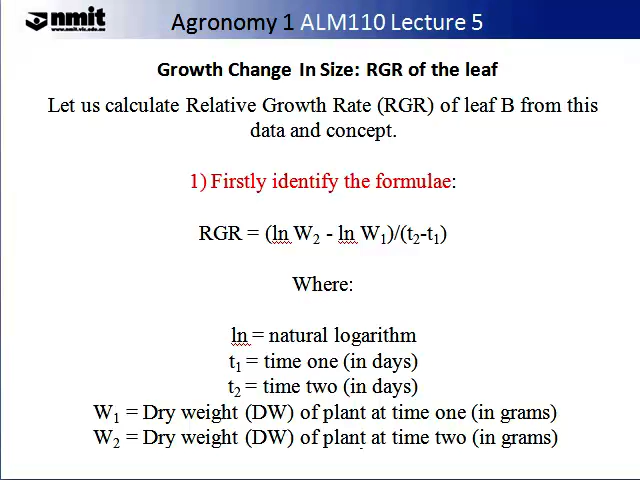 nmit
www.nmit.vic.edu.au
Agronomy 1 ALM110 Lecture 5
Growth Change In Size: RGR of the leaf
Let us calculate Relative Growth Rate (RGR) of leaf B from this
data and concept.
1) Firstly identify the formulae:
RGR = (ln W₂ - ln W₁)/(t₂-t₁)
Where:
ln = natural logarithm
t₁ = time one (in days)
t₂ = time two (in days)
W₁ = Dry weight (DW) of plant at time one (in grams)
W₂ = Dry weight (DW) of plant at time two (in grams)